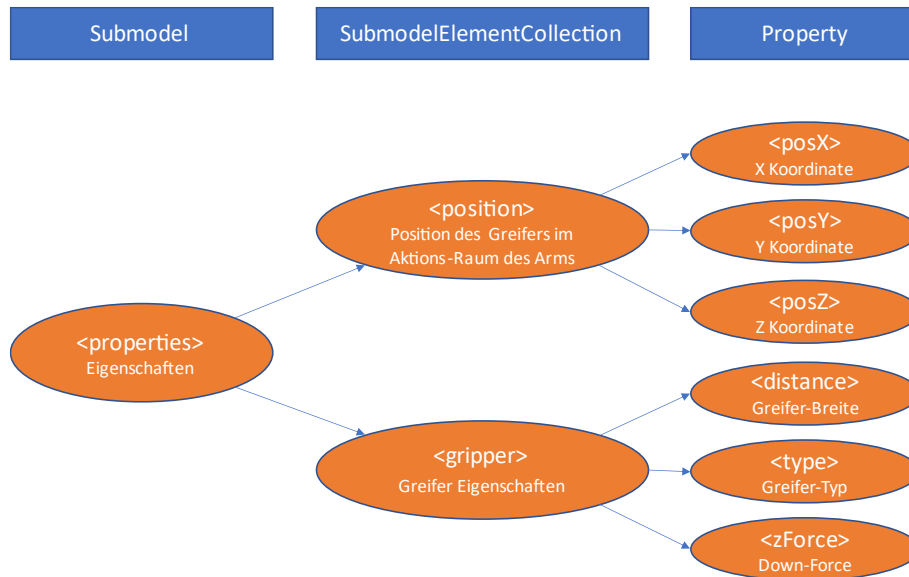 Submodel
SubmodelElementCollection
Property
<properties>
Eigenschaften
<position>
Position des Greifers im
Aktions-Raum des Arms
<gripper>
Greifer Eigenschaften
<posX>
X Koordinate
<posY>
Y Koordinate
<posZ>
Z Koordinate
<distance>
Greifer-Breite
<type>
Greifer-Typ
<zForce>
Down-Force